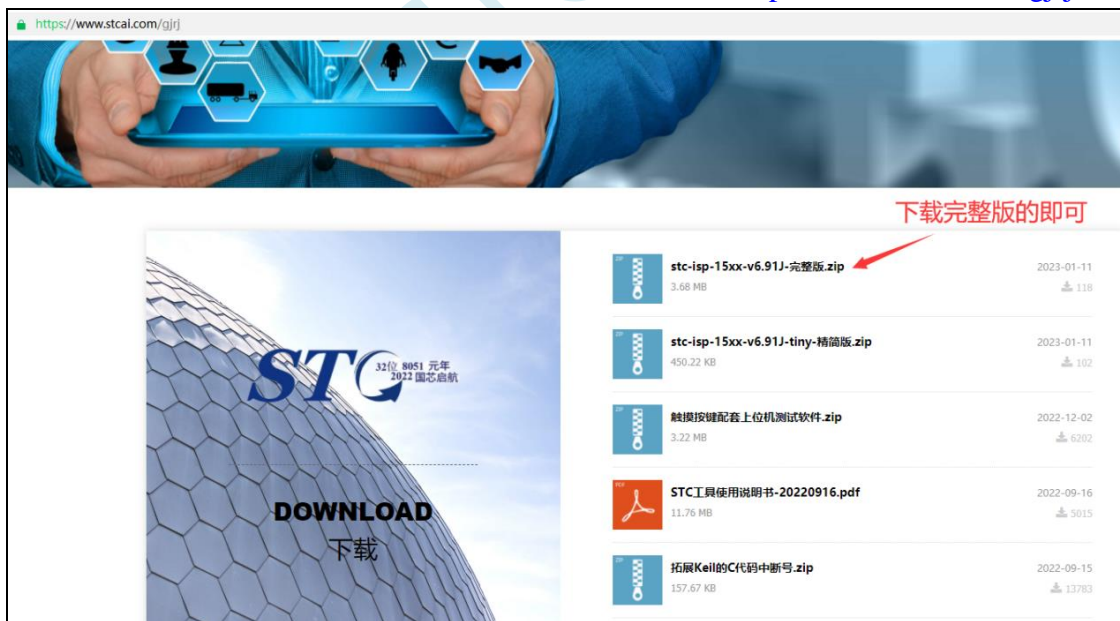 https://www.stcai.com/gjrj
下载完整版的即可
ZIP
stc-isp-15xx-v6.91J-完整版.zip
2023-01-11
3.68 MB
118
ZIP
stc-isp-15xx-v6.91J-tiny-精简版.zip
2023-01-11
450.22 KB
102
STC
32位 8051 元年
2022 国芯启航
ZIP
触摸按键配套上位机测试软件.zip
2022-12-02
3.22 MB
6202
DOWNLOAD
下载
PDF
STC工具使用说明书-20220916.pdf
2022-09-16
11.76 MB
5015
ZIP
拓展Keil的C代码中断号.zip
2022-09-15
157.67 KB
13783